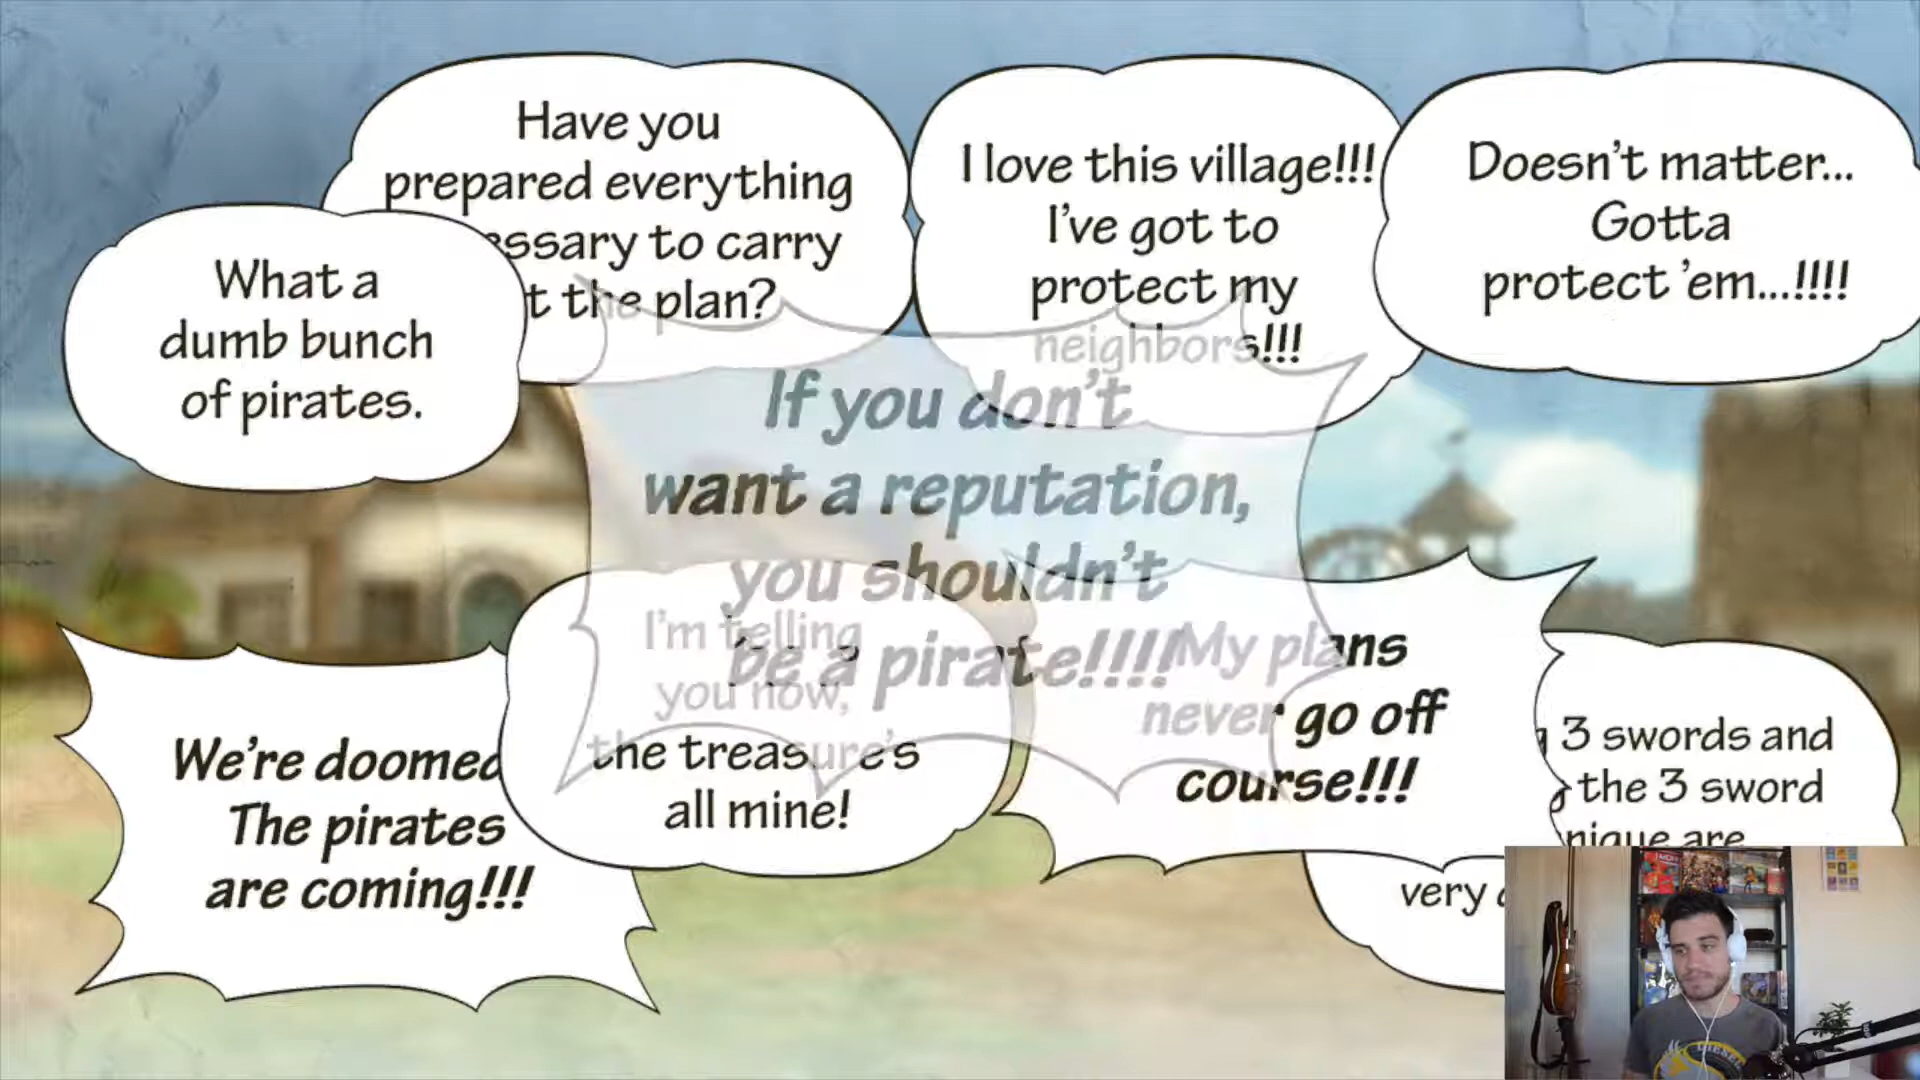 Have you
prepared everything
essary to carry
t the plan?
I love this village!!!
I've got to
protect my
neighbors!!!
Doesn't matter...
Gotta
protect 'em...!!!!
What a
dumb bunch
of pirates.
If you don't
want a reputation,
you shouldn't
be a pirate!!!!
We're doomed
The pirates
are coming!!!
I'm telling
you now,
the treasure's
all mine!
My plans
never go off
course!!!
3 swords and
the 3 sword
nique are
very